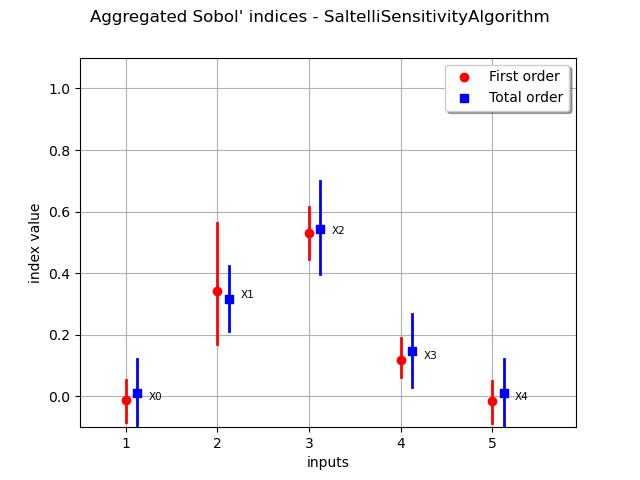 Aggregated Sobol' indices - SaltelliSensitivityAlgorithm
First order
Total order
1.0
0.8
0.6
0.4
0.2
0.0
index value
X0
X1
X2
X3
X4
1 2 3 4 5
inputs